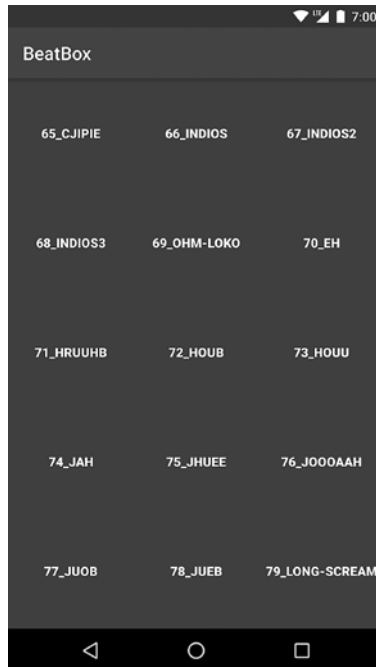 LTE 7:00
BeatBox
65_CJIPIE 66_INDIOS 67_INDIOS2
68_INDIOS3 69_OHM-LOKO 70_EH
71_HRUUHB 72_HOUB 73_HOUU
74_JAH 75_JHUEE 76_JOOOAAH
77_JUOB 78_JUEB 79_LONG-SCREAM